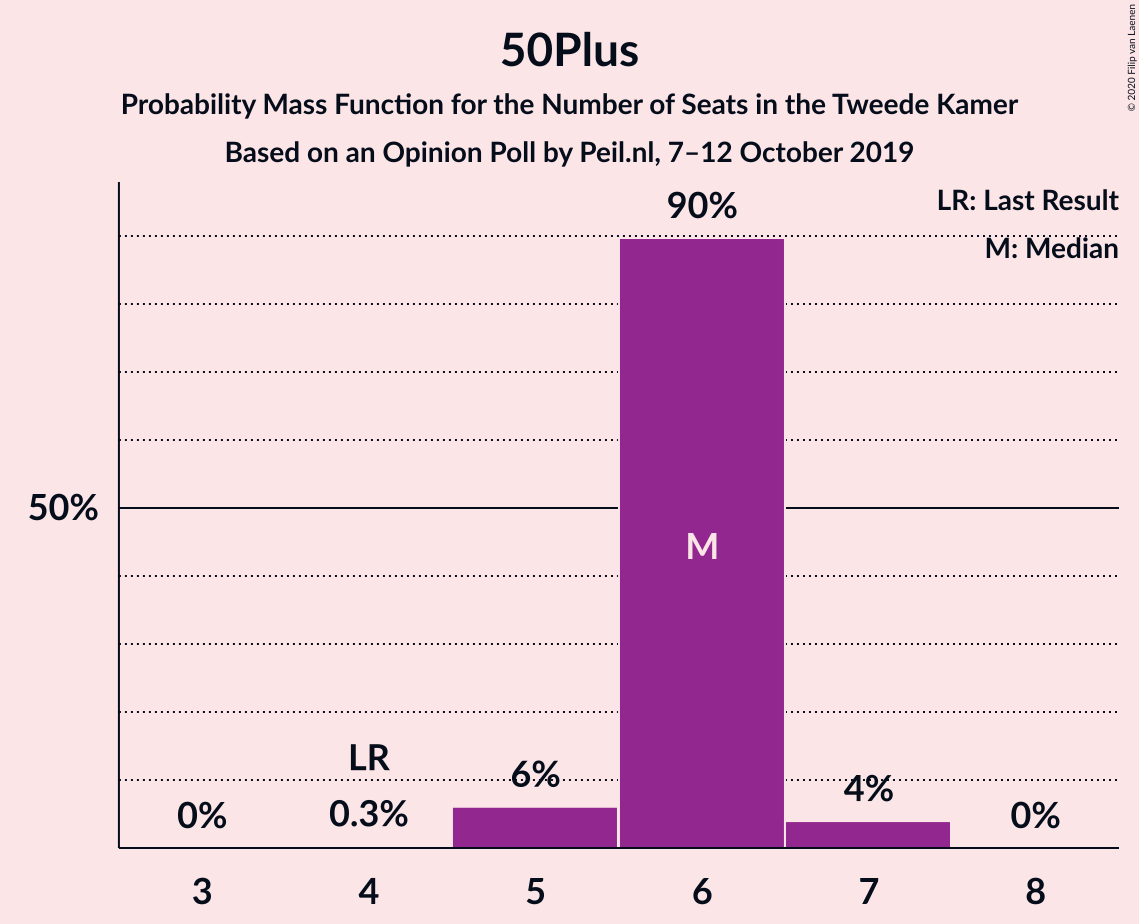 50Plus
Probability Mass Function for the Number of Seats in the Tweede Kamer
Based on an Opinion Poll by Peil.nl, 7–12 October 2019
© 2020 Filip van Laenen
LR: Last Result
M: Median
90%
50%
M
LR
0%
0.3%
6%
4%
0%
3
4
5
6
7
8